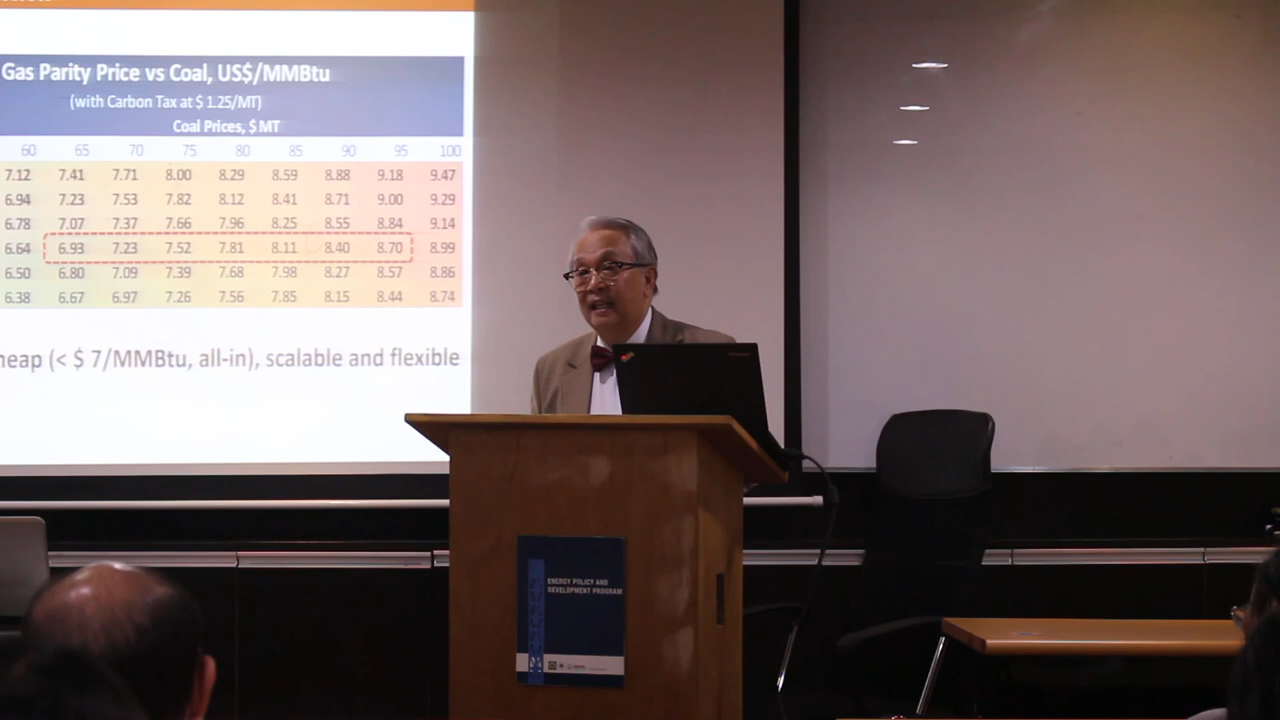 Gas Parity Price vs Coal, US$/MMBtu
(with Carbon Tax at $ 1.25/MT)
Coal Prices, $ MT
60 65 70 75 80 85 90 95 100
7.12 7.41 7.71 8.00 8.29 8.59 8.88 9.18 9.47
6.94 7.23 7.53 7.82 8.12 8.41 8.71 9.00 9.29
6.78 7.07 7.37 7.66 7.96 8.25 8.55 8.84 9.14
6.64 6.93 7.23 7.52 7.81 8.11 8.40 8.70 8.99
6.50 6.80 7.09 7.39 7.68 7.98 8.27 8.57 8.86
6.38 6.67 6.97 7.26 7.56 7.85 8.15 8.44 8.74
heap (< $ 7/MMBtu, all-in), scalable and flexible
ENERGY POLICY AND
DEVELOPMENT PROGRAM